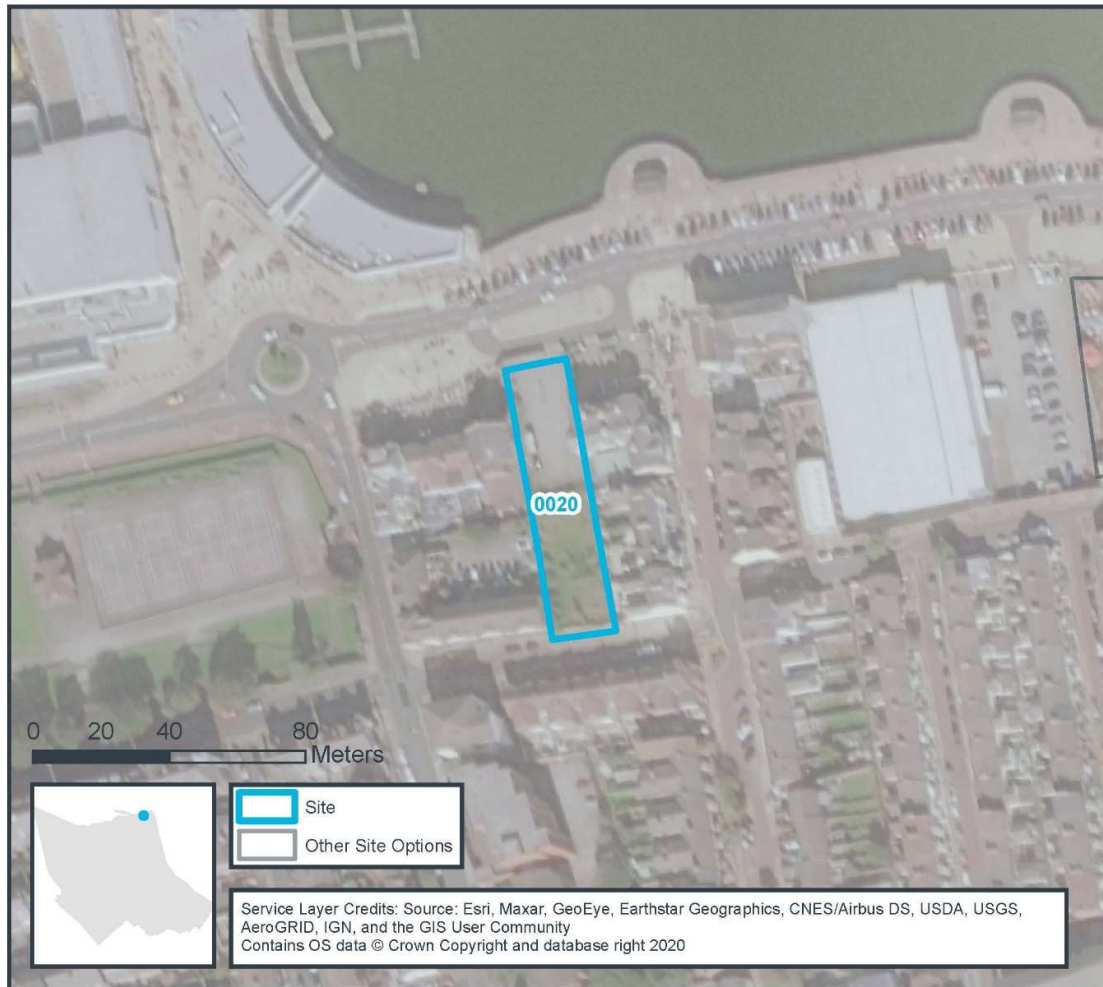 0020
0 20 40 80
Meters
Site
Other Site Options
Service Layer Credits: Source: Esri, Maxar, GeoEye, Earthstar Geographics, CNES/Airbus DS, USDA, USGS,
AeroGRID, IGN, and the GIS User Community
Contains OS data © Crown Copyright and database right 2020